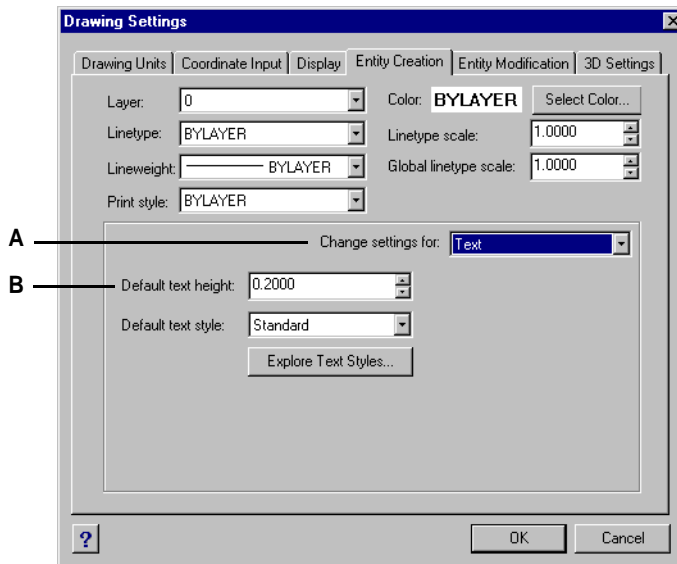 Drawing Settings
Drawing Units Coordinate Input Display Entity Creation Entity Modification 3D Settings
Layer: 0 Color: BYLAYER Select Color...
Linetype: BYLAYER Linetype scale: 1.0000
Lineweight: BYLAYER Global linetype scale: 1.0000
Print style: BYLAYER
A Change settings for: Text
B Default text height: 0.2000
Default text style: Standard
Explore Text Styles...
? OK Cancel